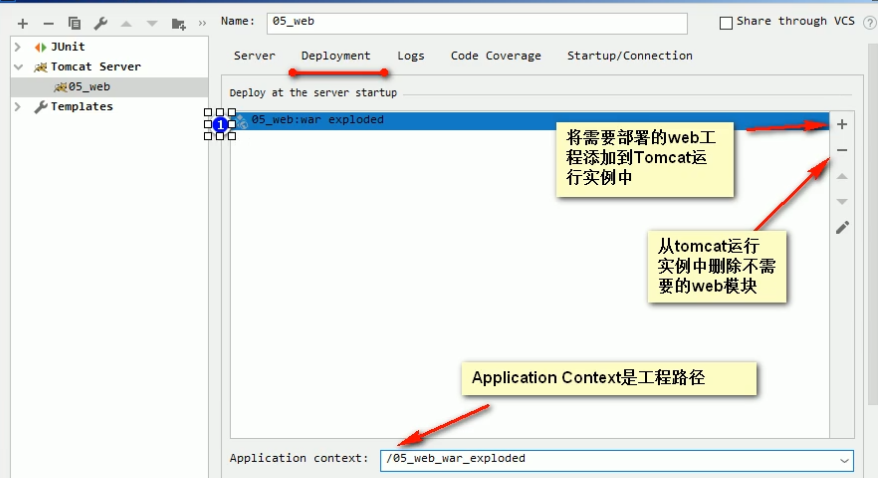 Name: 05_web Share through VCS ?
JUnit
Tomcat Server
05_web
Templates
Server Deployment Logs Code Coverage Startup/Connection
Deploy at the server startup
1 05_web:war exploded
将需要部署的web工
程添加到Tomcat运
行实例中
从tomcat运行
实例中删除不需
要的web模块
Application Context是工程路径
Application context: /05_web_war_exploded